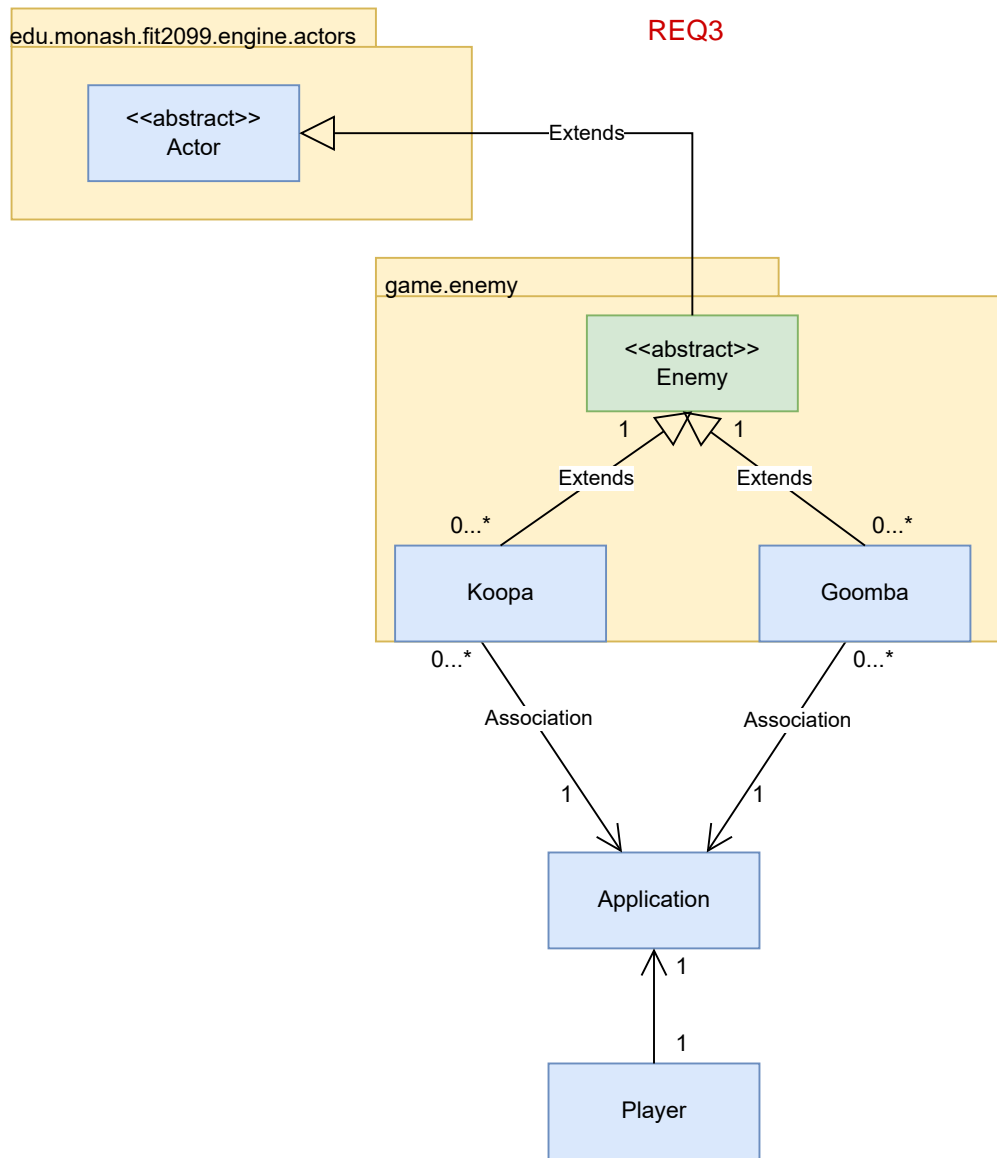 edu.monash.fit2099.engine.actors
REQ3
<<abstract>>
Actor
Extends
game.enemy
<<abstract>>
Enemy
1
1
Extends
Extends
0...*
0...*
Koopa
Goomba
0...*
0...*
Association
Association
1
1
Application
1
1
Player